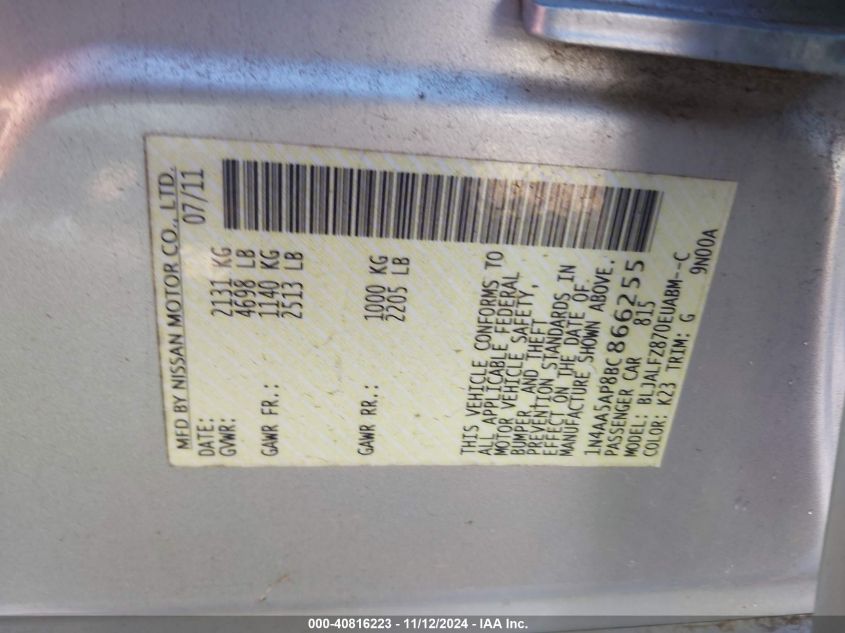 MFD BY NISSAN MOTOR CO., LTD.
DATE: 07/11
GVWR: 2131 KG
4698 LB
GAWR FR.: 1140 KG
2513 LB
GAWR RR.: 1000 KG
2205 LB
THIS VEHICLE CONFORMS TO
ALL APPLICABLE FEDERAL
MOTOR VEHICLE SAFETY,
BUMPER, AND THEFT
PREVENTION STANDARDS IN
EFFECT ON THE DATE OF
MANUFACTURE SHOWN ABOVE.
1N4AA5AP8BC866255
PASSENGER CAR 815
MODEL: BLJALFZ870EUABM--C
COLOR: K23 TRIM: G 9N00A
000-40816223 - 11/12/2024 - IAA Inc.